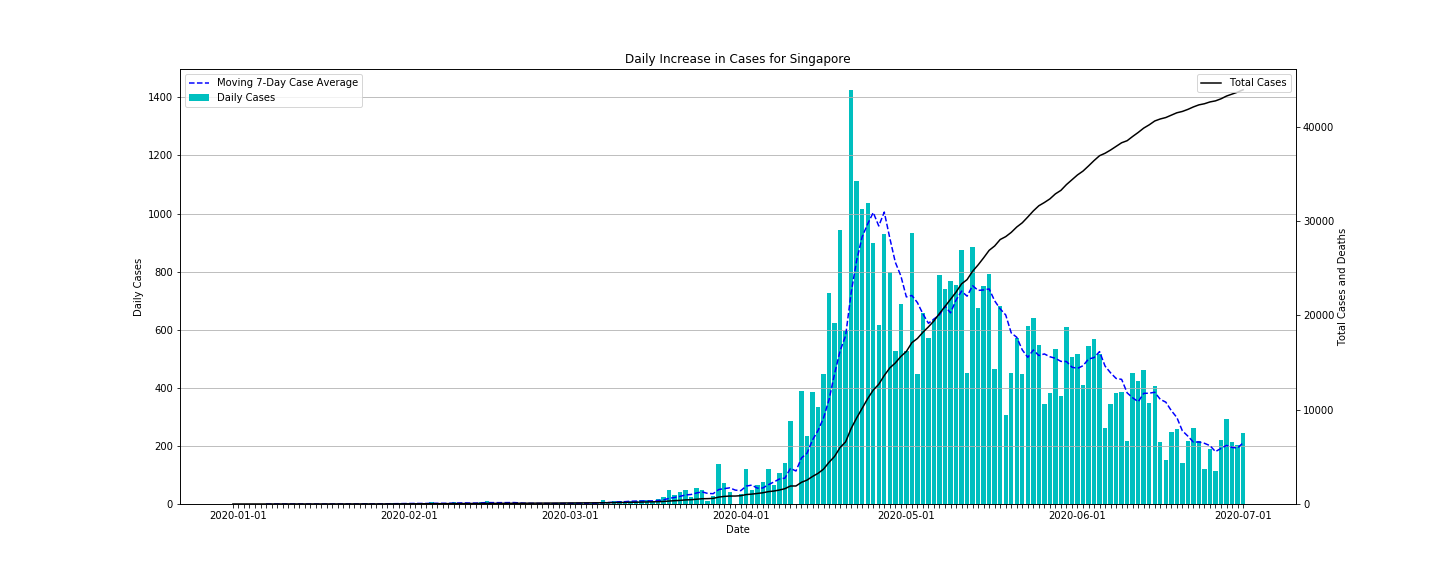 Daily Increase in Cases for Singapore
Moving 7-Day Case Average
Daily Cases
Total Cases
1400
1200
1000
800
600
400
200
0
Daily Cases
40000
30000
20000
10000
0
Total Cases and Deaths
2020-01-01 2020-02-01 2020-03-01 2020-04-01 2020-05-01 2020-06-01 2020-07-01
Date